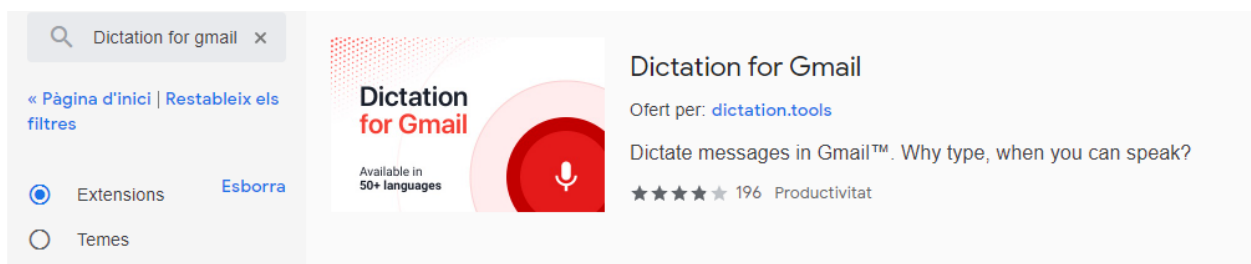 Dictation for gmail ×
« Pàgina d'inici | Restableix els
filtres
Extensions Esborra
Temes
Dictation
for Gmail
Available in
50+ languages
Dictation for Gmail
Ofert per: dictation.tools
Dictate messages in Gmail™. Why type, when you can speak?
196 Productivitat